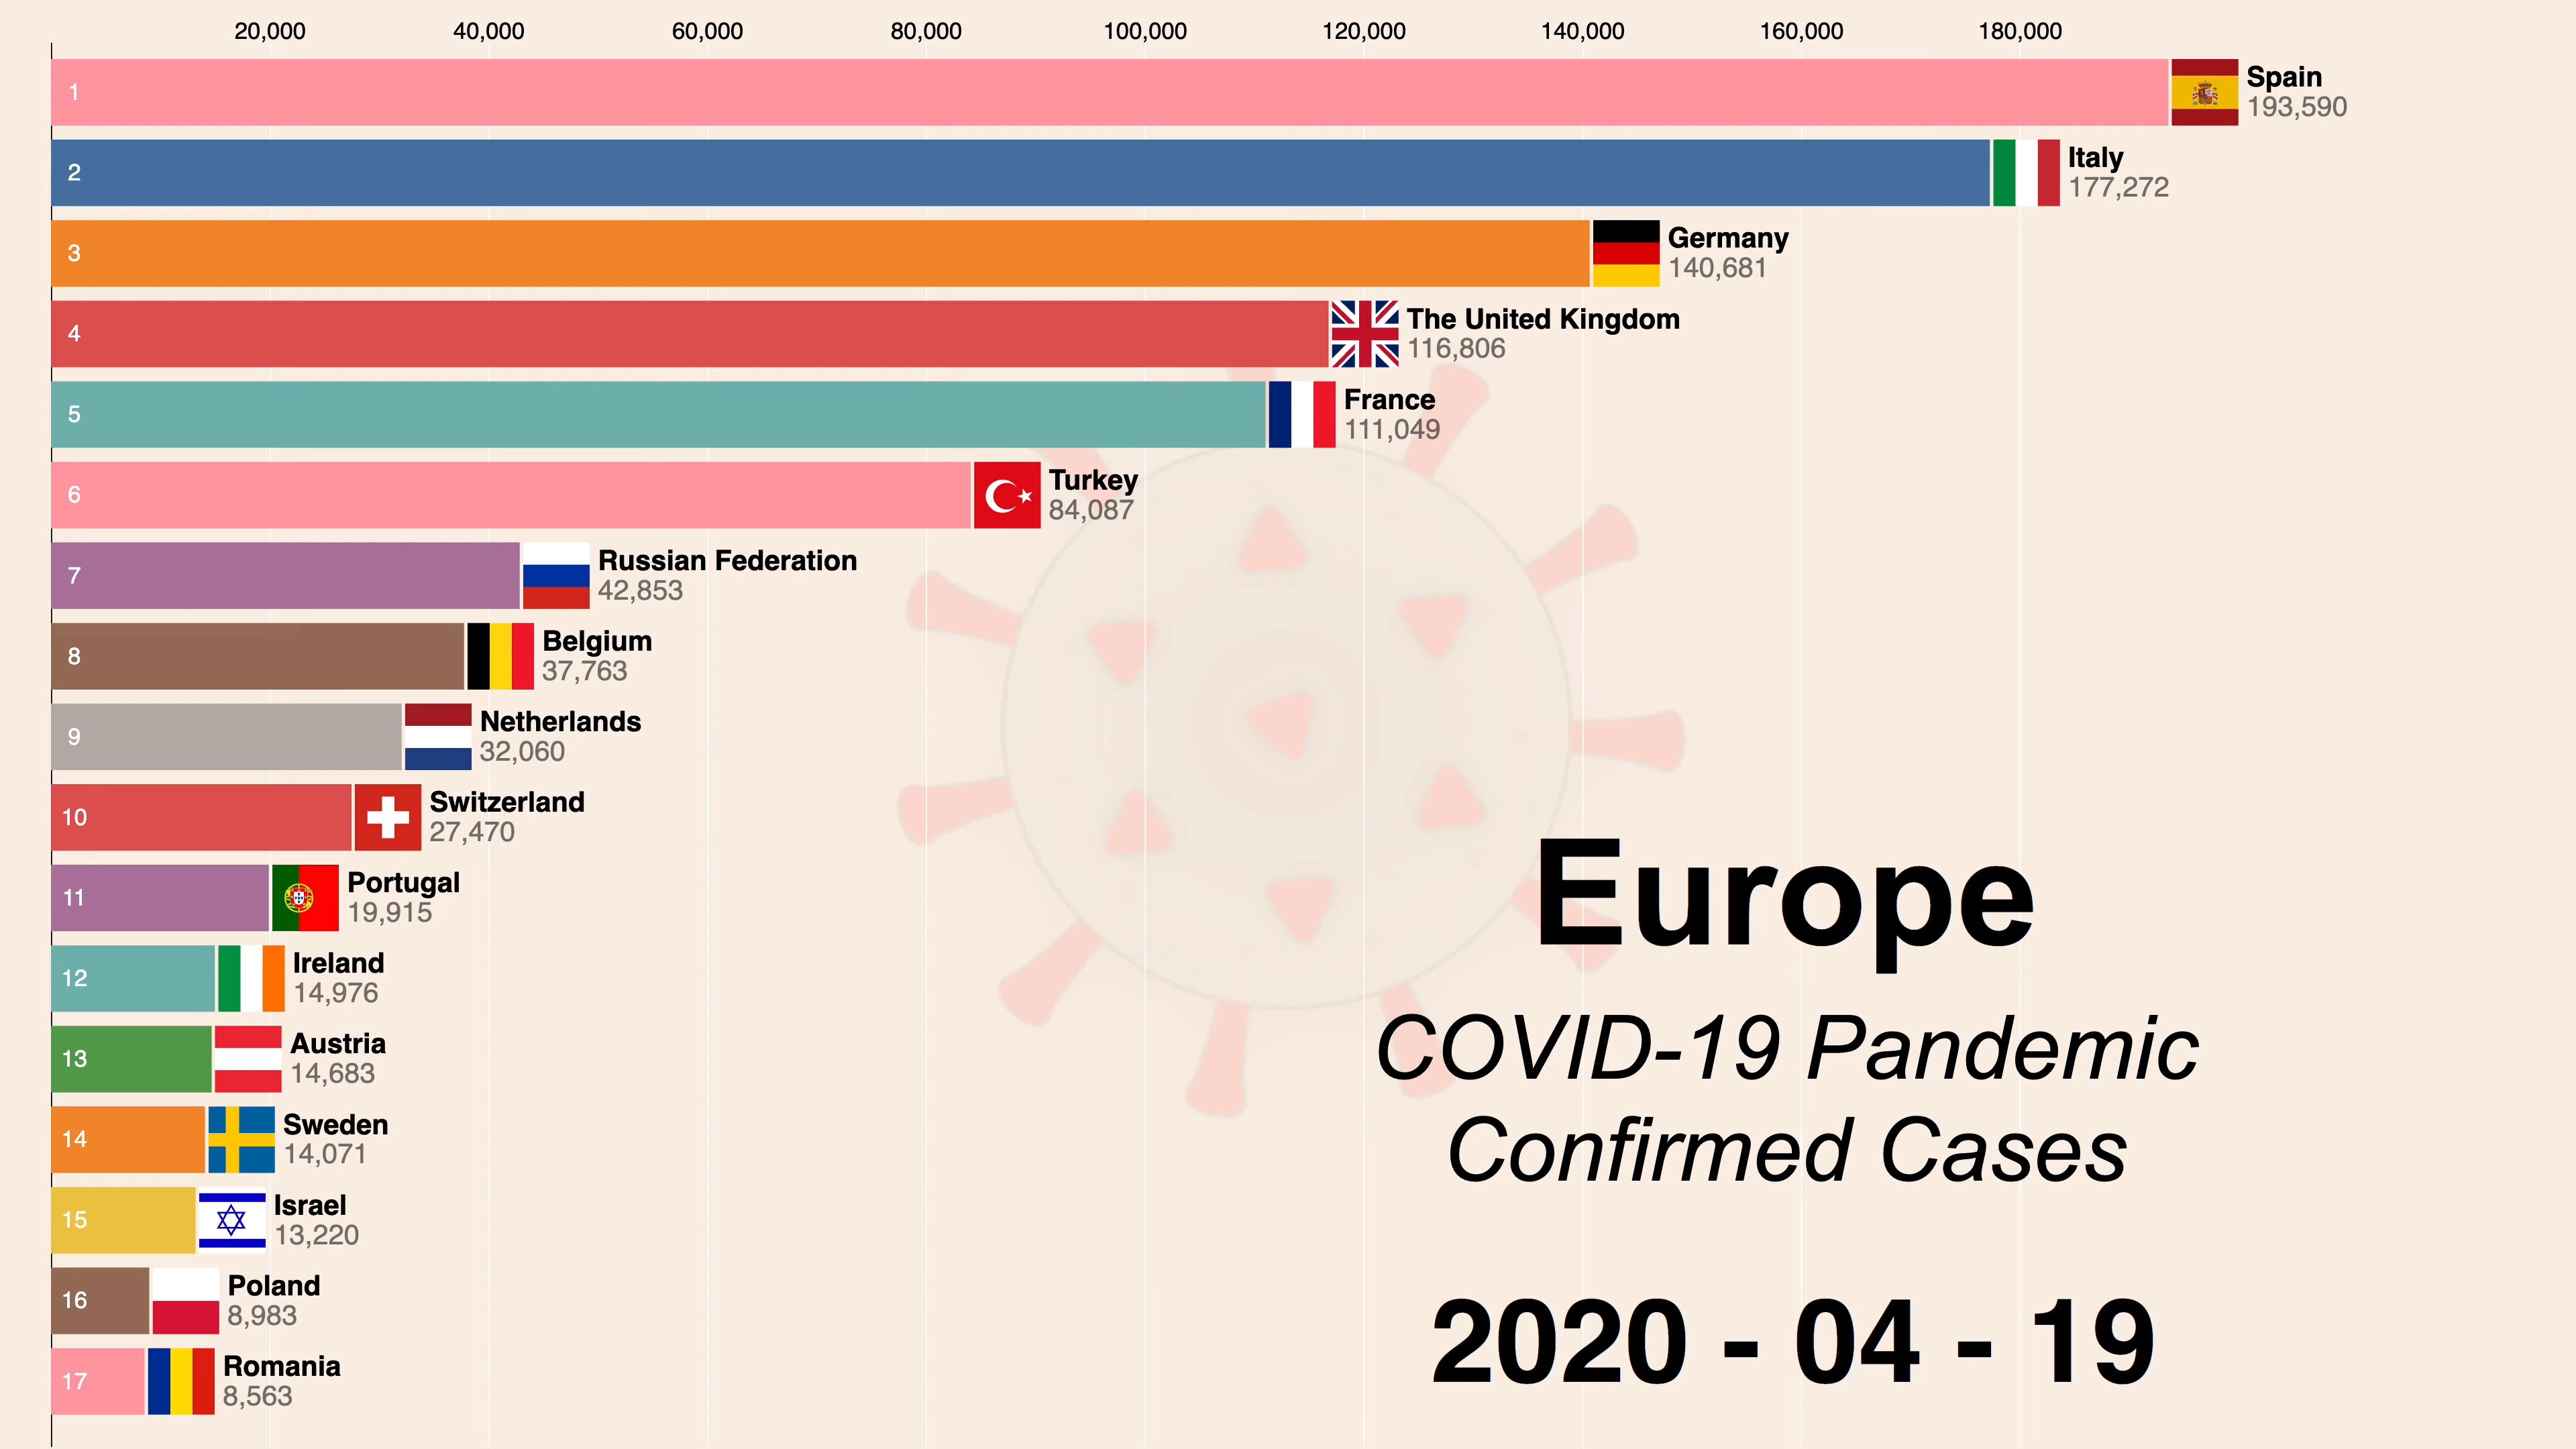 20,000 40,000 60,000 80,000 100,000 120,000 140,000 160,000 180,000
1 Spain
193,590
2 Italy
177,272
3 Germany
140,681
4 The United Kingdom
116,806
5 France
111,049
6 Turkey
84,087
7 Russian Federation
42,853
8 Belgium
37,763
9 Netherlands
32,060
10 Switzerland
27,470
11 Portugal
19,915
12 Ireland
14,976
13 Austria
14,683
14 Sweden
14,071
15 Israel
13,220
16 Poland
8,983
17 Romania
8,563
Europe
COVID-19 Pandemic
Confirmed Cases
2020 - 04 - 19